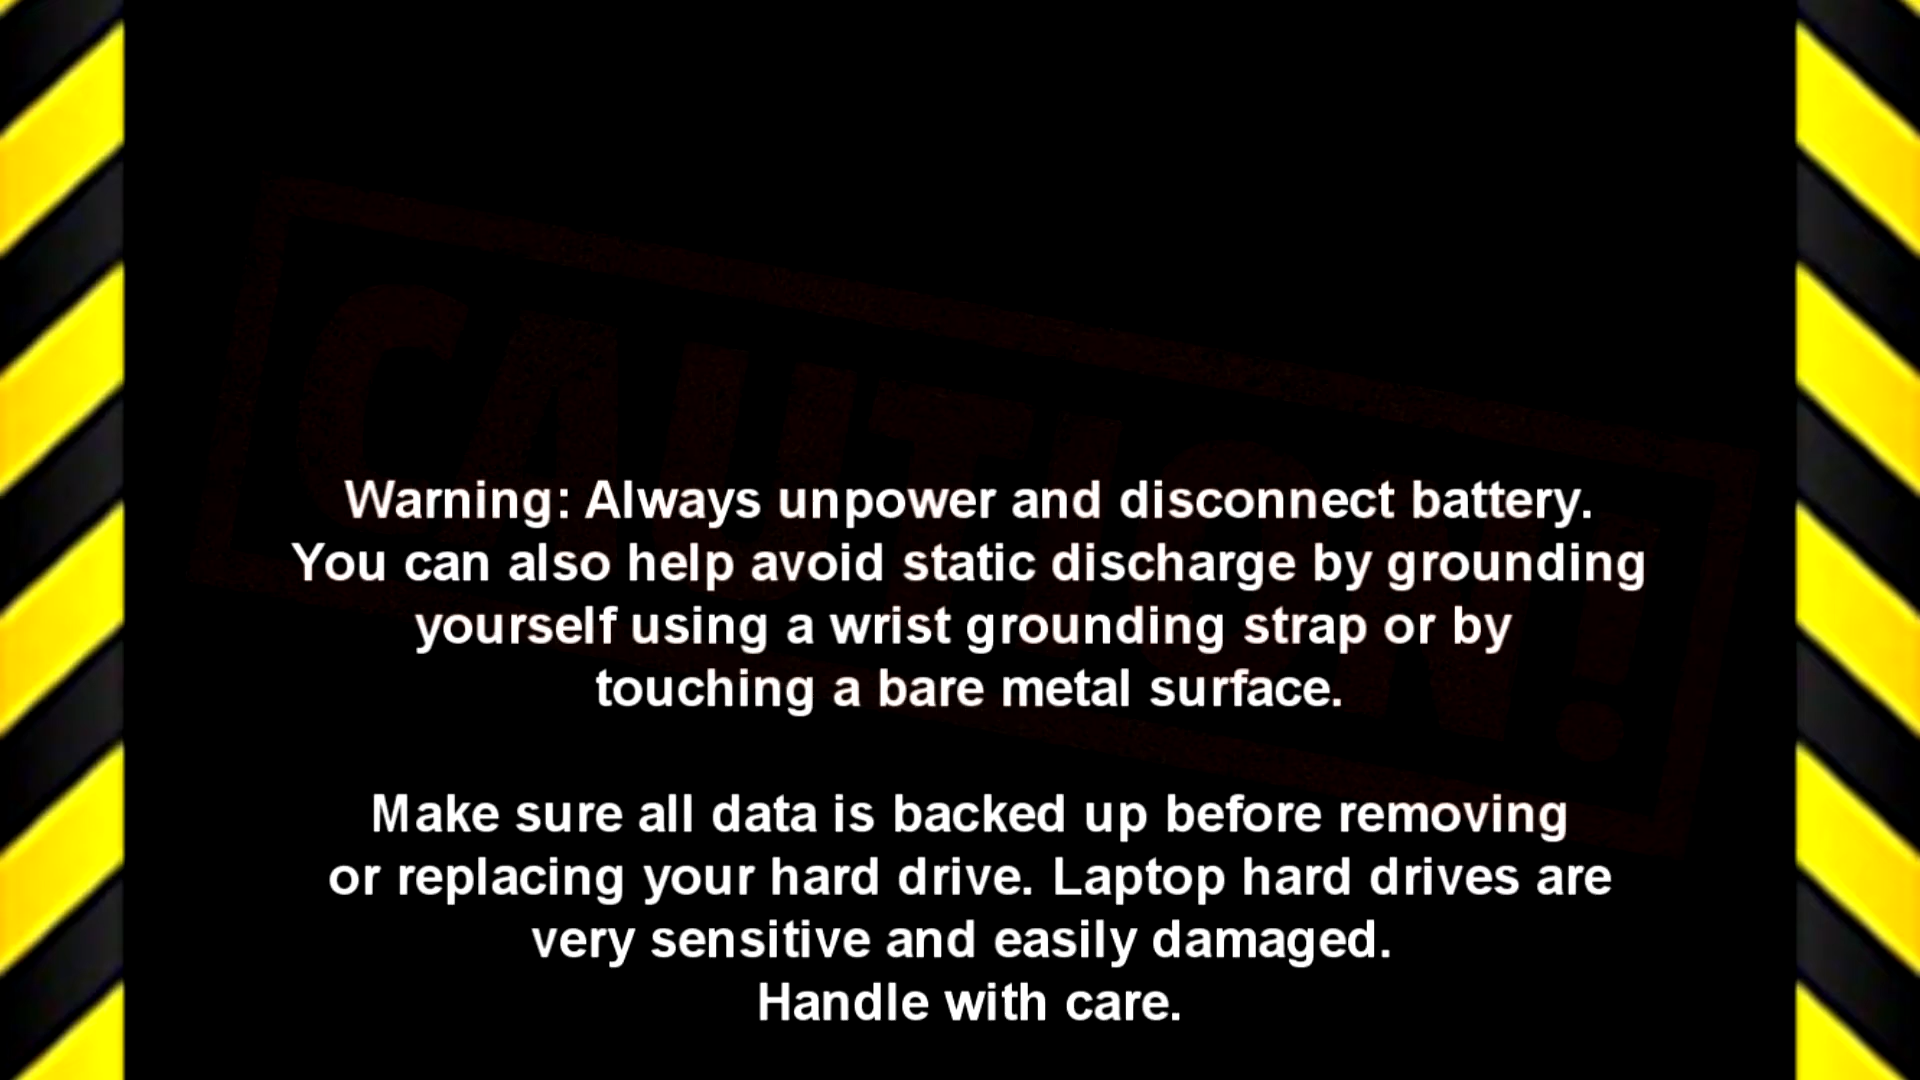 CAUTION!
Warning: Always unpower and disconnect battery.
You can also help avoid static discharge by grounding
yourself using a wrist grounding strap or by
touching a bare metal surface.
Make sure all data is backed up before removing
or replacing your hard drive. Laptop hard drives are
very sensitive and easily damaged.
Handle with care.